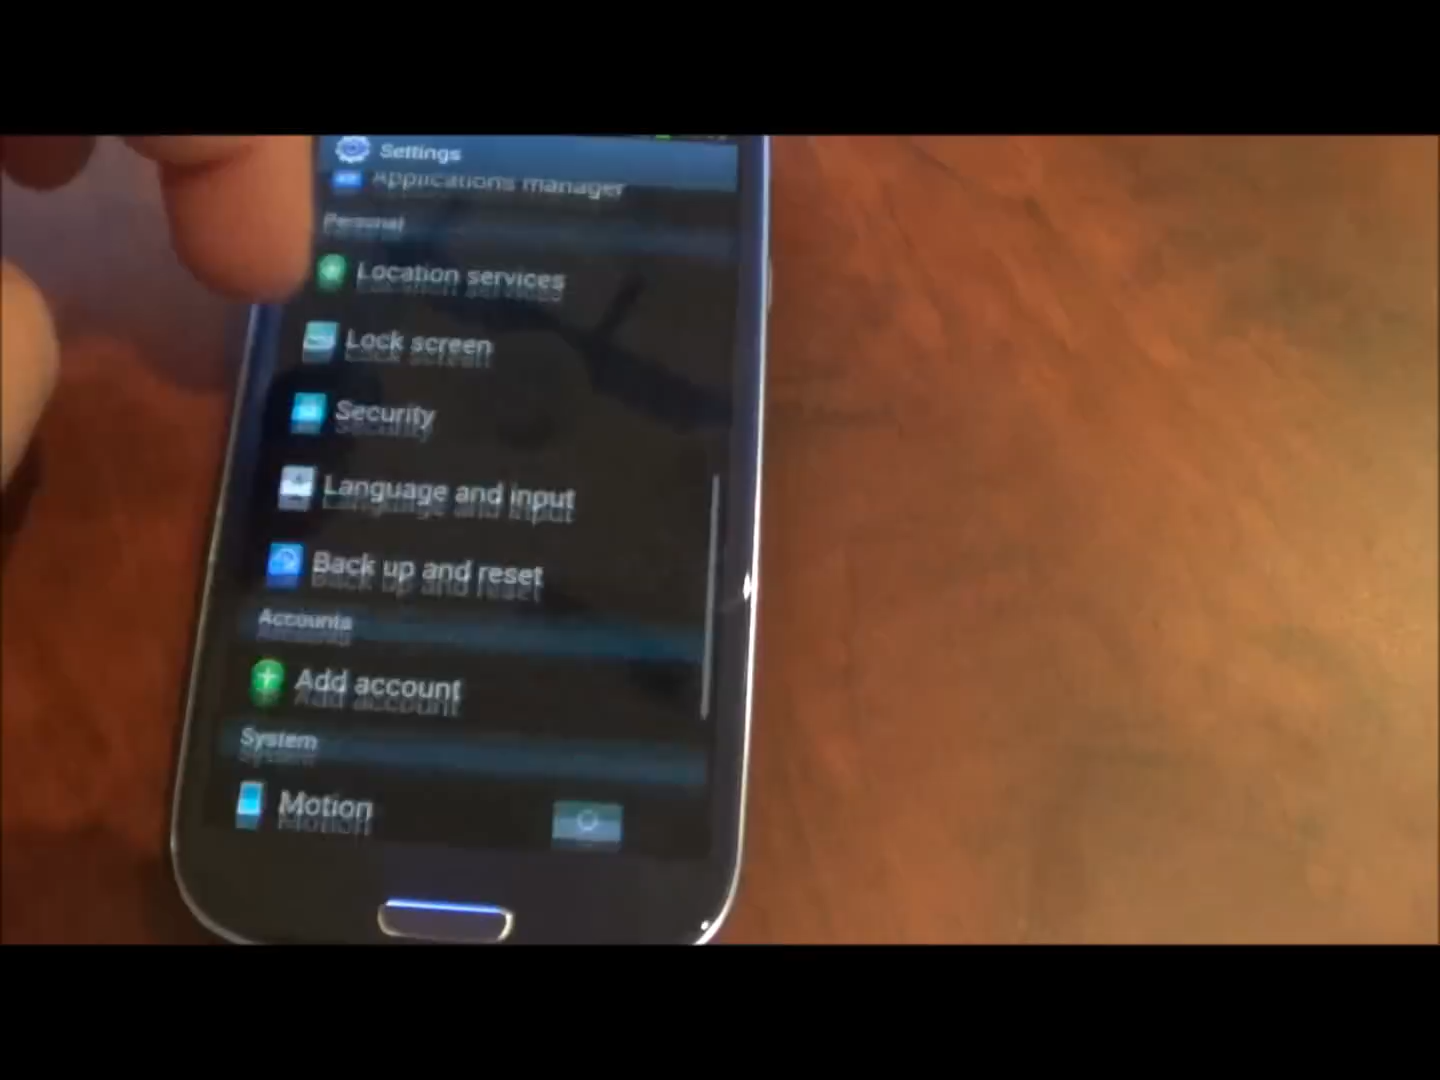 Settings
Applications manager
Personal
Location services
Lock screen
Security
Language and input
Back up and reset
Accounts
Add account
System
Motion